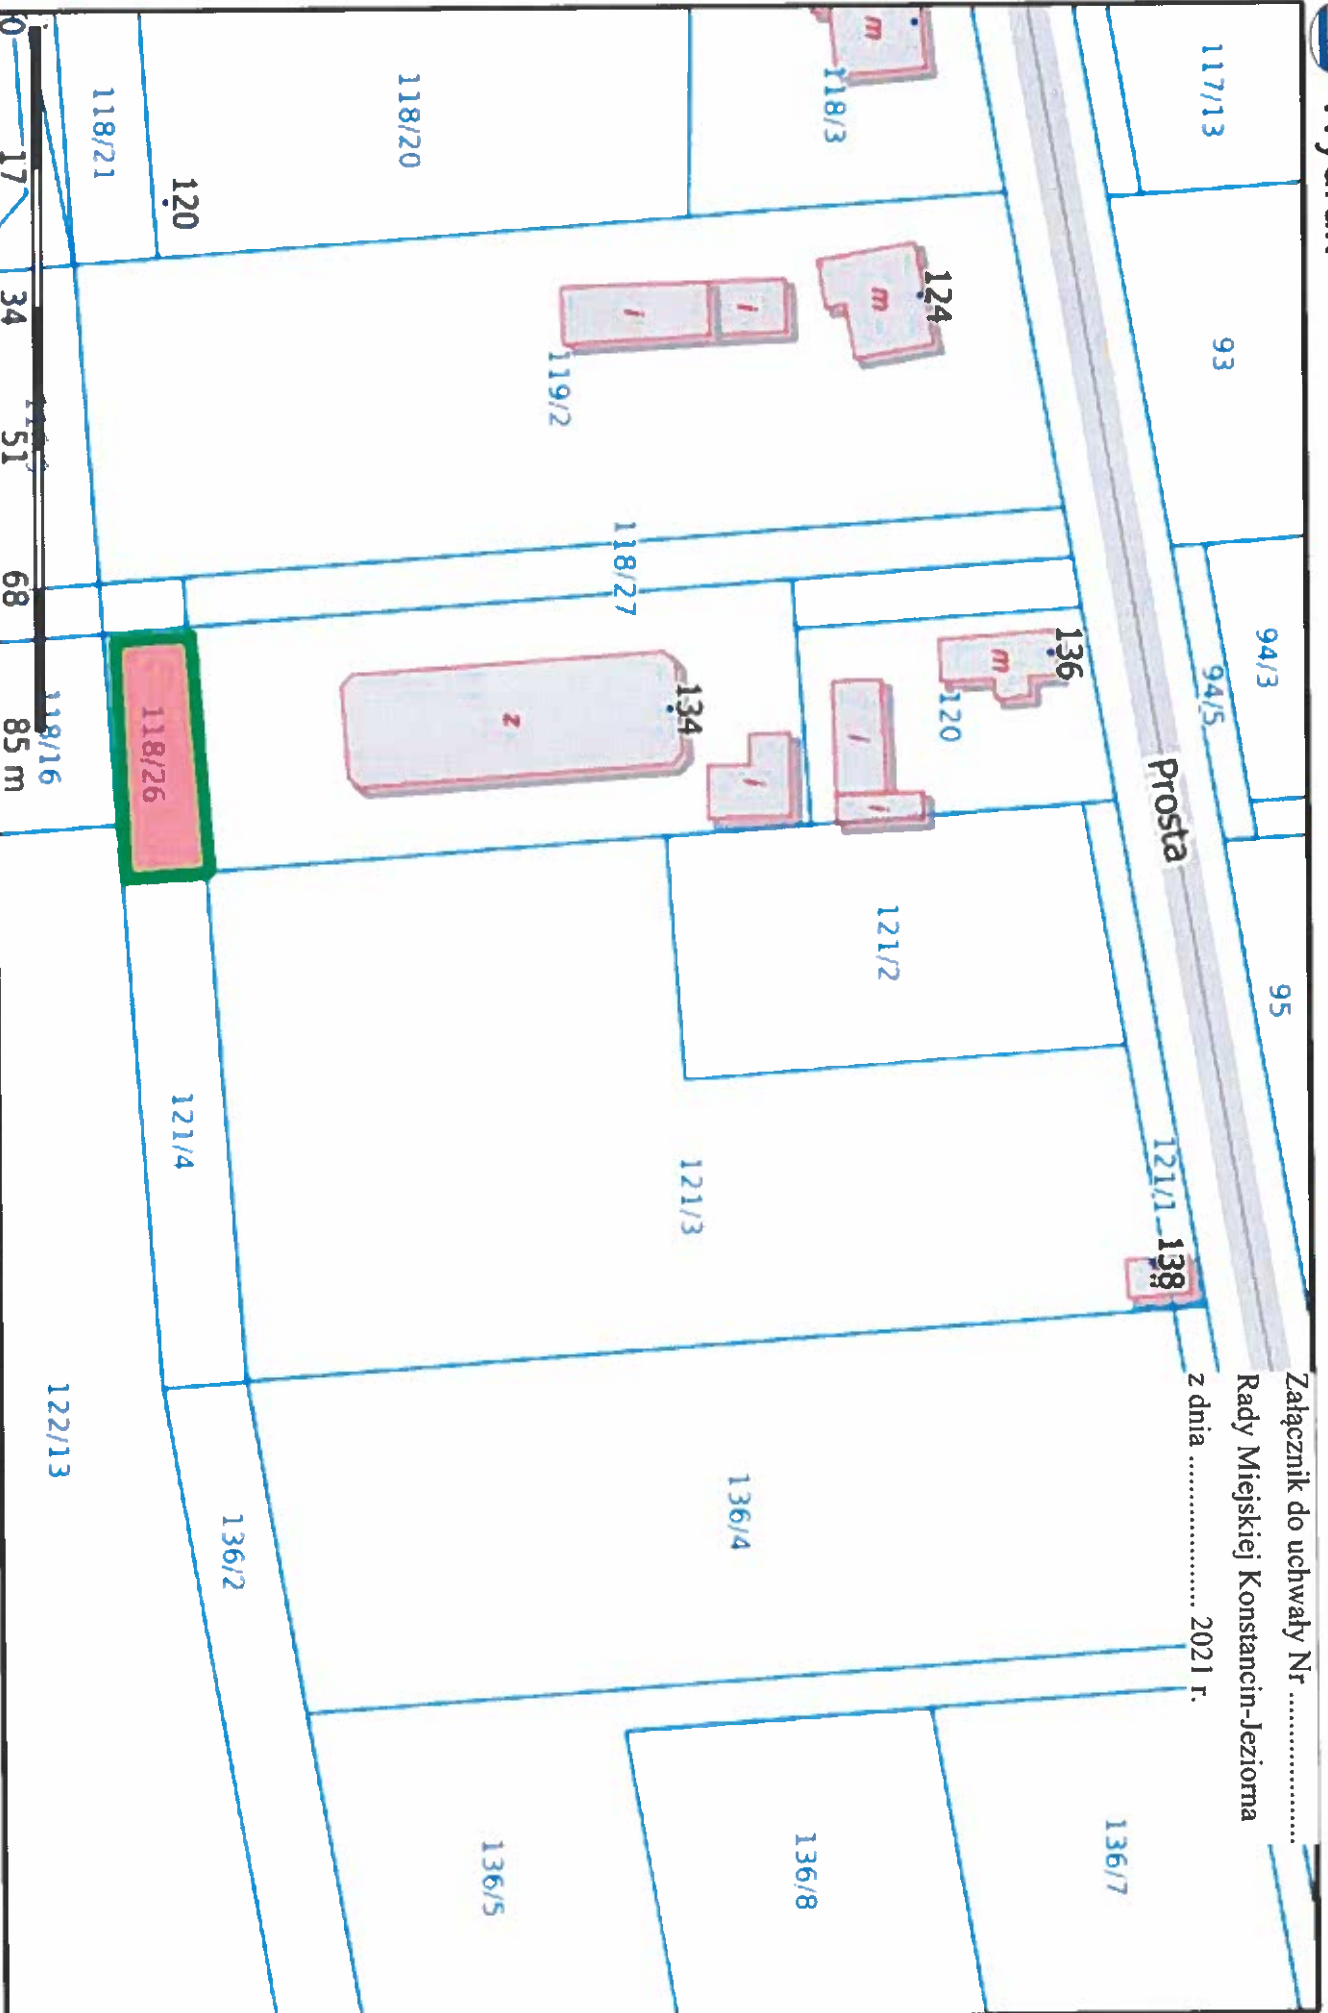 Załącznik do uchwały Nr ........................
Rady Miejskiej Konstancin-Jeziorna
z dnia ...................... 2021 r.
117/13
93
94/3
94/5
95
Prosta
118/3
m
124
m
136
m
120
121/1
138
136/7
118/20
i
i
119/2
118/27
134
i
i
i
z
121/2
121/3
136/4
136/8
136/5
118/21
120
118/26
121/4
136/2
118/16
122/13
0 17 34 51 68 85 m